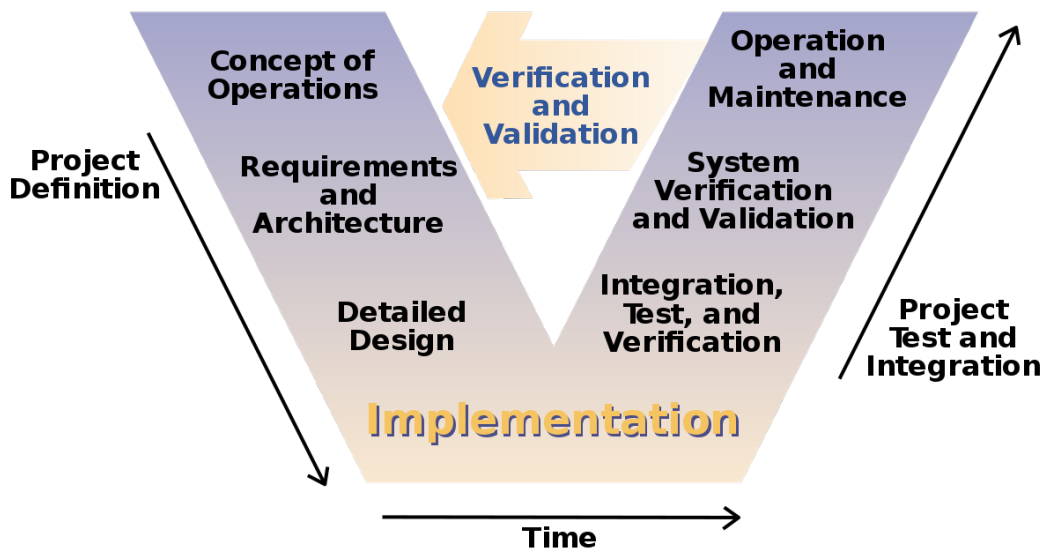 Concept of
Operations
Verification
and
Validation
Operation
and
Maintenance
Project
Definition
Requirements
and
Architecture
System
Verification
and Validation
Detailed
Design
Integration,
Test, and
Verification
Project
Test and
Integration
Implementation
Time